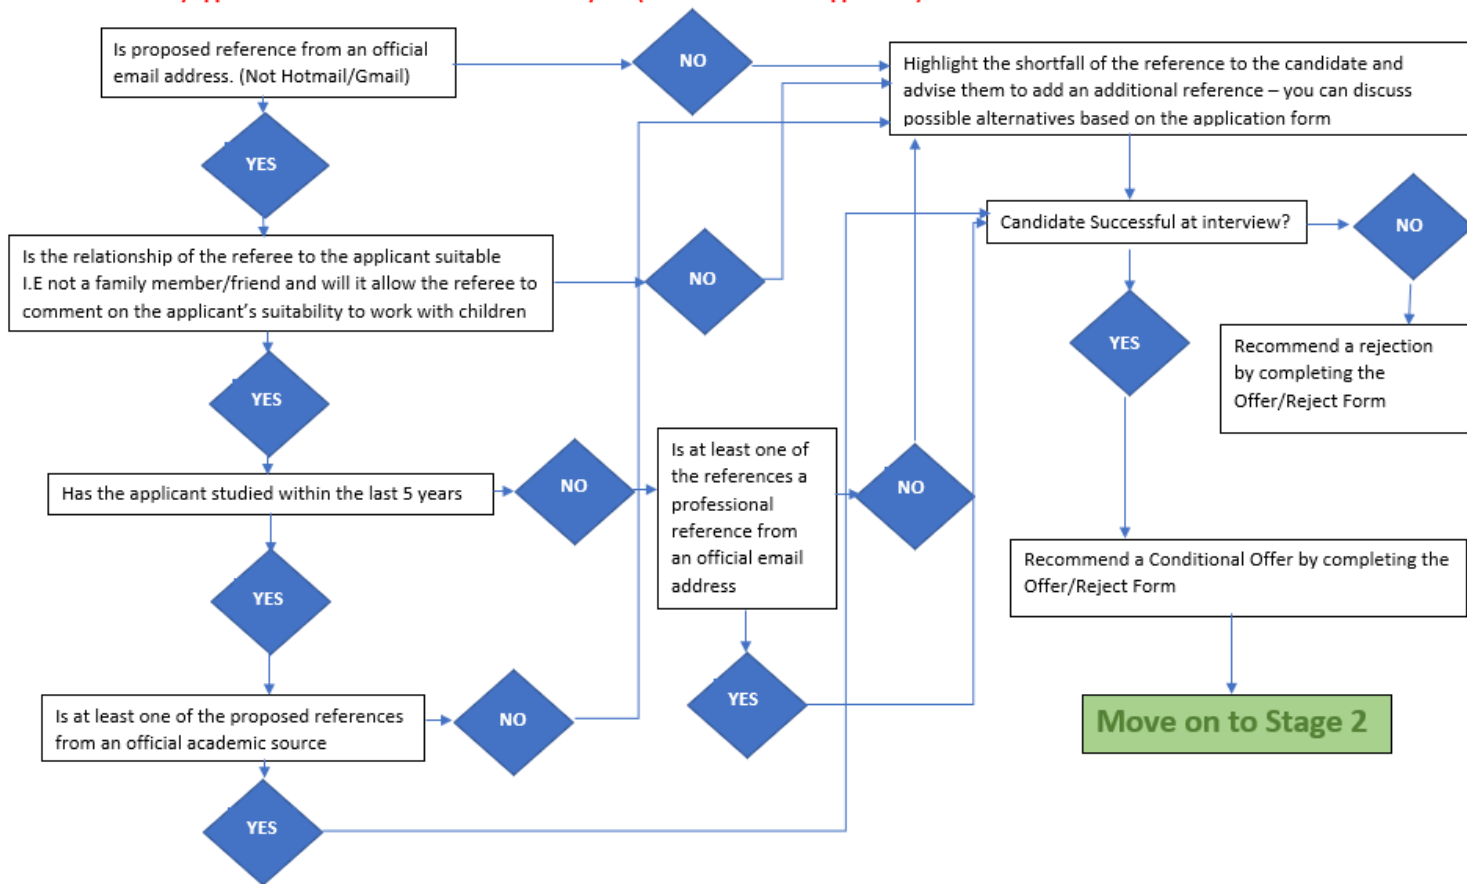 Is proposed reference from an official
email address. (Not Hotmail/Gmail)
NO
Highlight the shortfall of the reference to the candidate and
advise them to add an additional reference – you can discuss
possible alternatives based on the application form
YES
Is the relationship of the referee to the applicant suitable
I.E not a family member/friend and will it allow the referee to
comment on the applicant's suitability to work with children
NO
Candidate Successful at interview?
NO
YES
Recommend a rejection
by completing the
Offer/Reject Form
YES
Has the applicant studied within the last 5 years
NO
Is at least one of
the references a
professional
reference from
an official email
address
NO
Recommend a Conditional Offer by completing the
Offer/Reject Form
YES
YES
Is at least one of the proposed references
from an official academic source
NO
Move on to Stage 2
YES